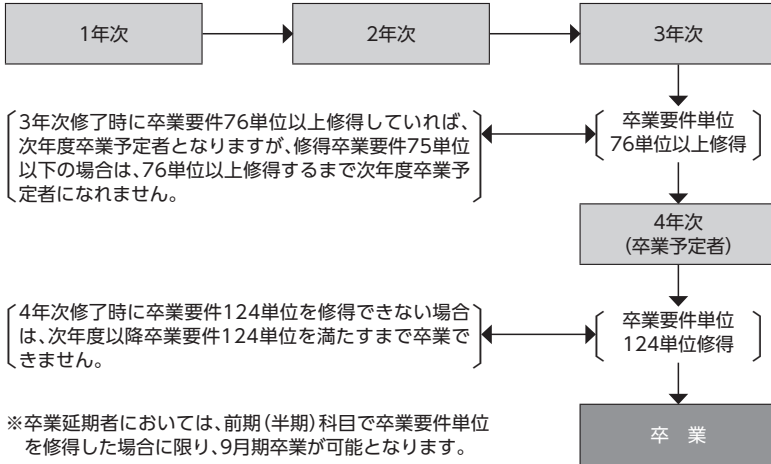 1年次
2年次
3年次
3年次修了時に卒業要件76単位以上修得していれば、
次年度卒業予定者となりますが、修得卒業要件75単位
以下の場合は、76単位以上修得するまで次年度卒業予
定者になれません。
卒業要件単位
76単位以上修得
4年次
(卒業予定者)
4年次修了時に卒業要件124単位を修得できない場合
は、次年度以降卒業要件124単位を満たすまで卒業で
きません。
卒業要件単位
124単位修得
※卒業延期者においては、前期(半期)科目で卒業要件単位
を修得した場合に限り、9月期卒業が可能となります。
卒 業